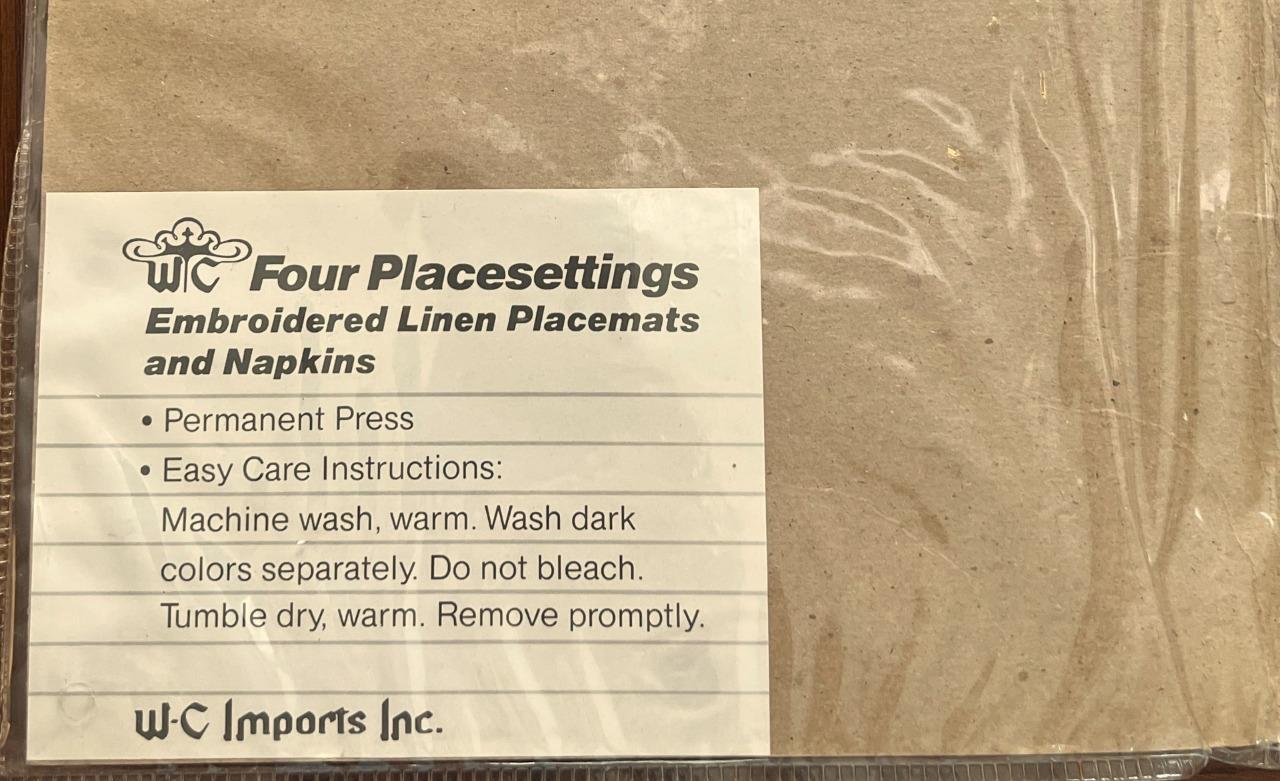 WC Four Placesettings
Embroidered Linen Placemats
and Napkins
• Permanent Press
• Easy Care Instructions:
Machine wash, warm. Wash dark
colors separately. Do not bleach.
Tumble dry, warm. Remove promptly.
W-C Imports Inc.